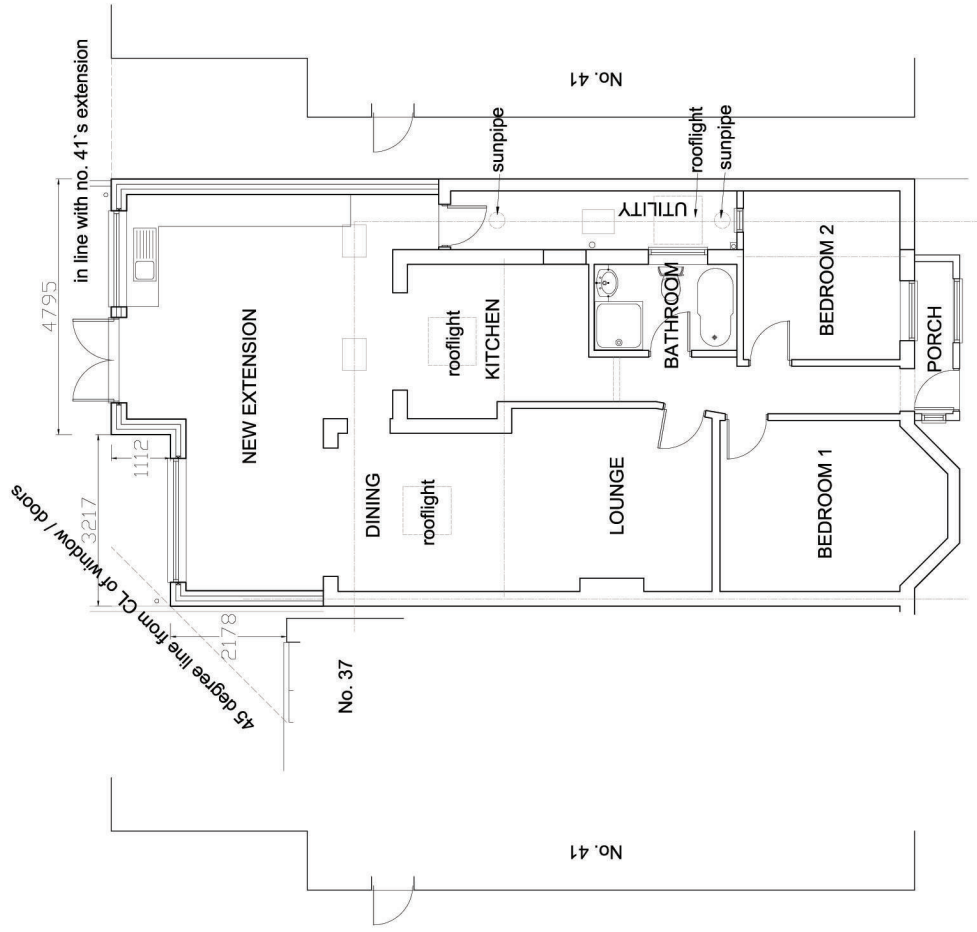 in line with no. 41`s extension
4795
1112
3217
2178
45 degree line from CL of window / doors
No. 37
No. 41
No. 41
NEW EXTENSION
DINING
rooflight
rooflight
KITCHEN
sunpipe
UTILITY
rooflight
sunpipe
BATHROOM
LOUNGE
BEDROOM 1
BEDROOM 2
PORCH